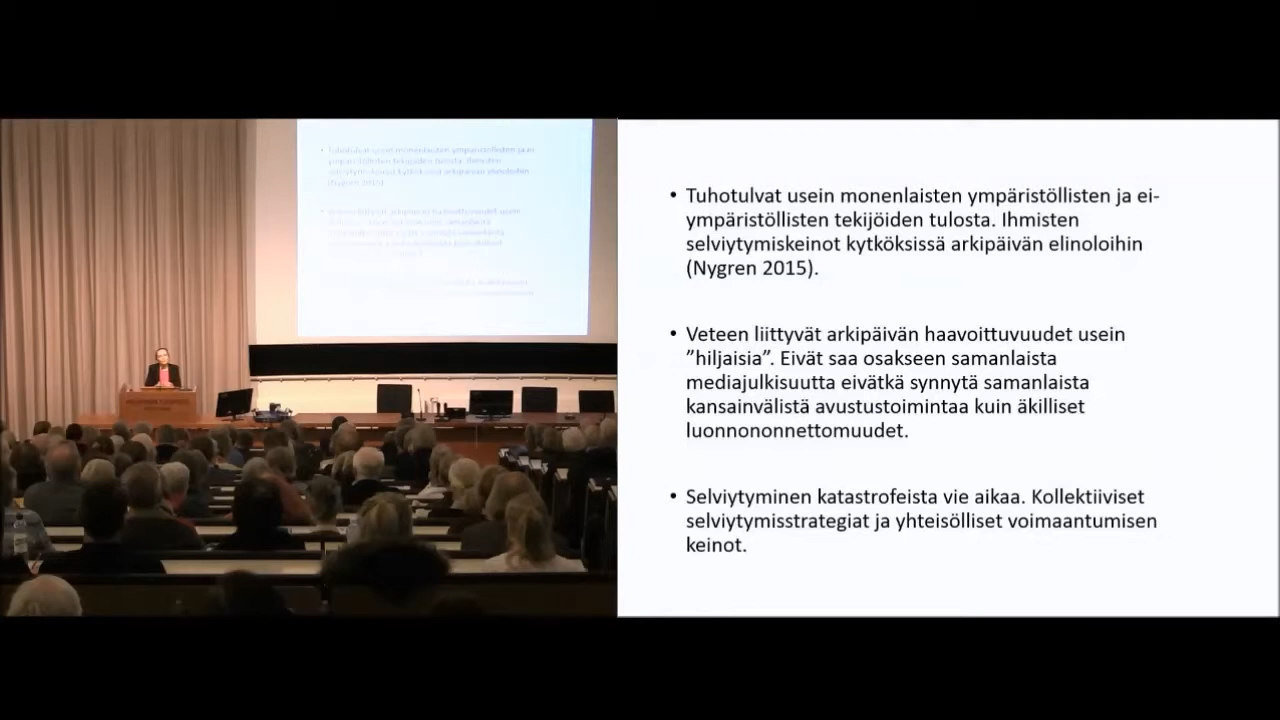 • Tuhotulvat usein monenlaisten ympäristöllisten ja ei-
ympäristöllisten tekijöiden tulosta. Ihmisten
selviytymiskeinot kytköksissä arkipäivän elinoloihin
(Nygren 2015).
• Veteen liittyvät arkipäivän haavoittuvuudet usein
”hiljaisia”. Eivät saa osakseen samanlaista
mediajulkisuutta eivätkä synnytä samanlaista
kansainvälistä avustustoimintaa kuin äkilliset
luonnononnettomuudet.
• Selviytyminen katastrofeista vie aikaa. Kollektiiviset
selviytymisstrategiat ja yhteisölliset voimaantumisen
keinot.